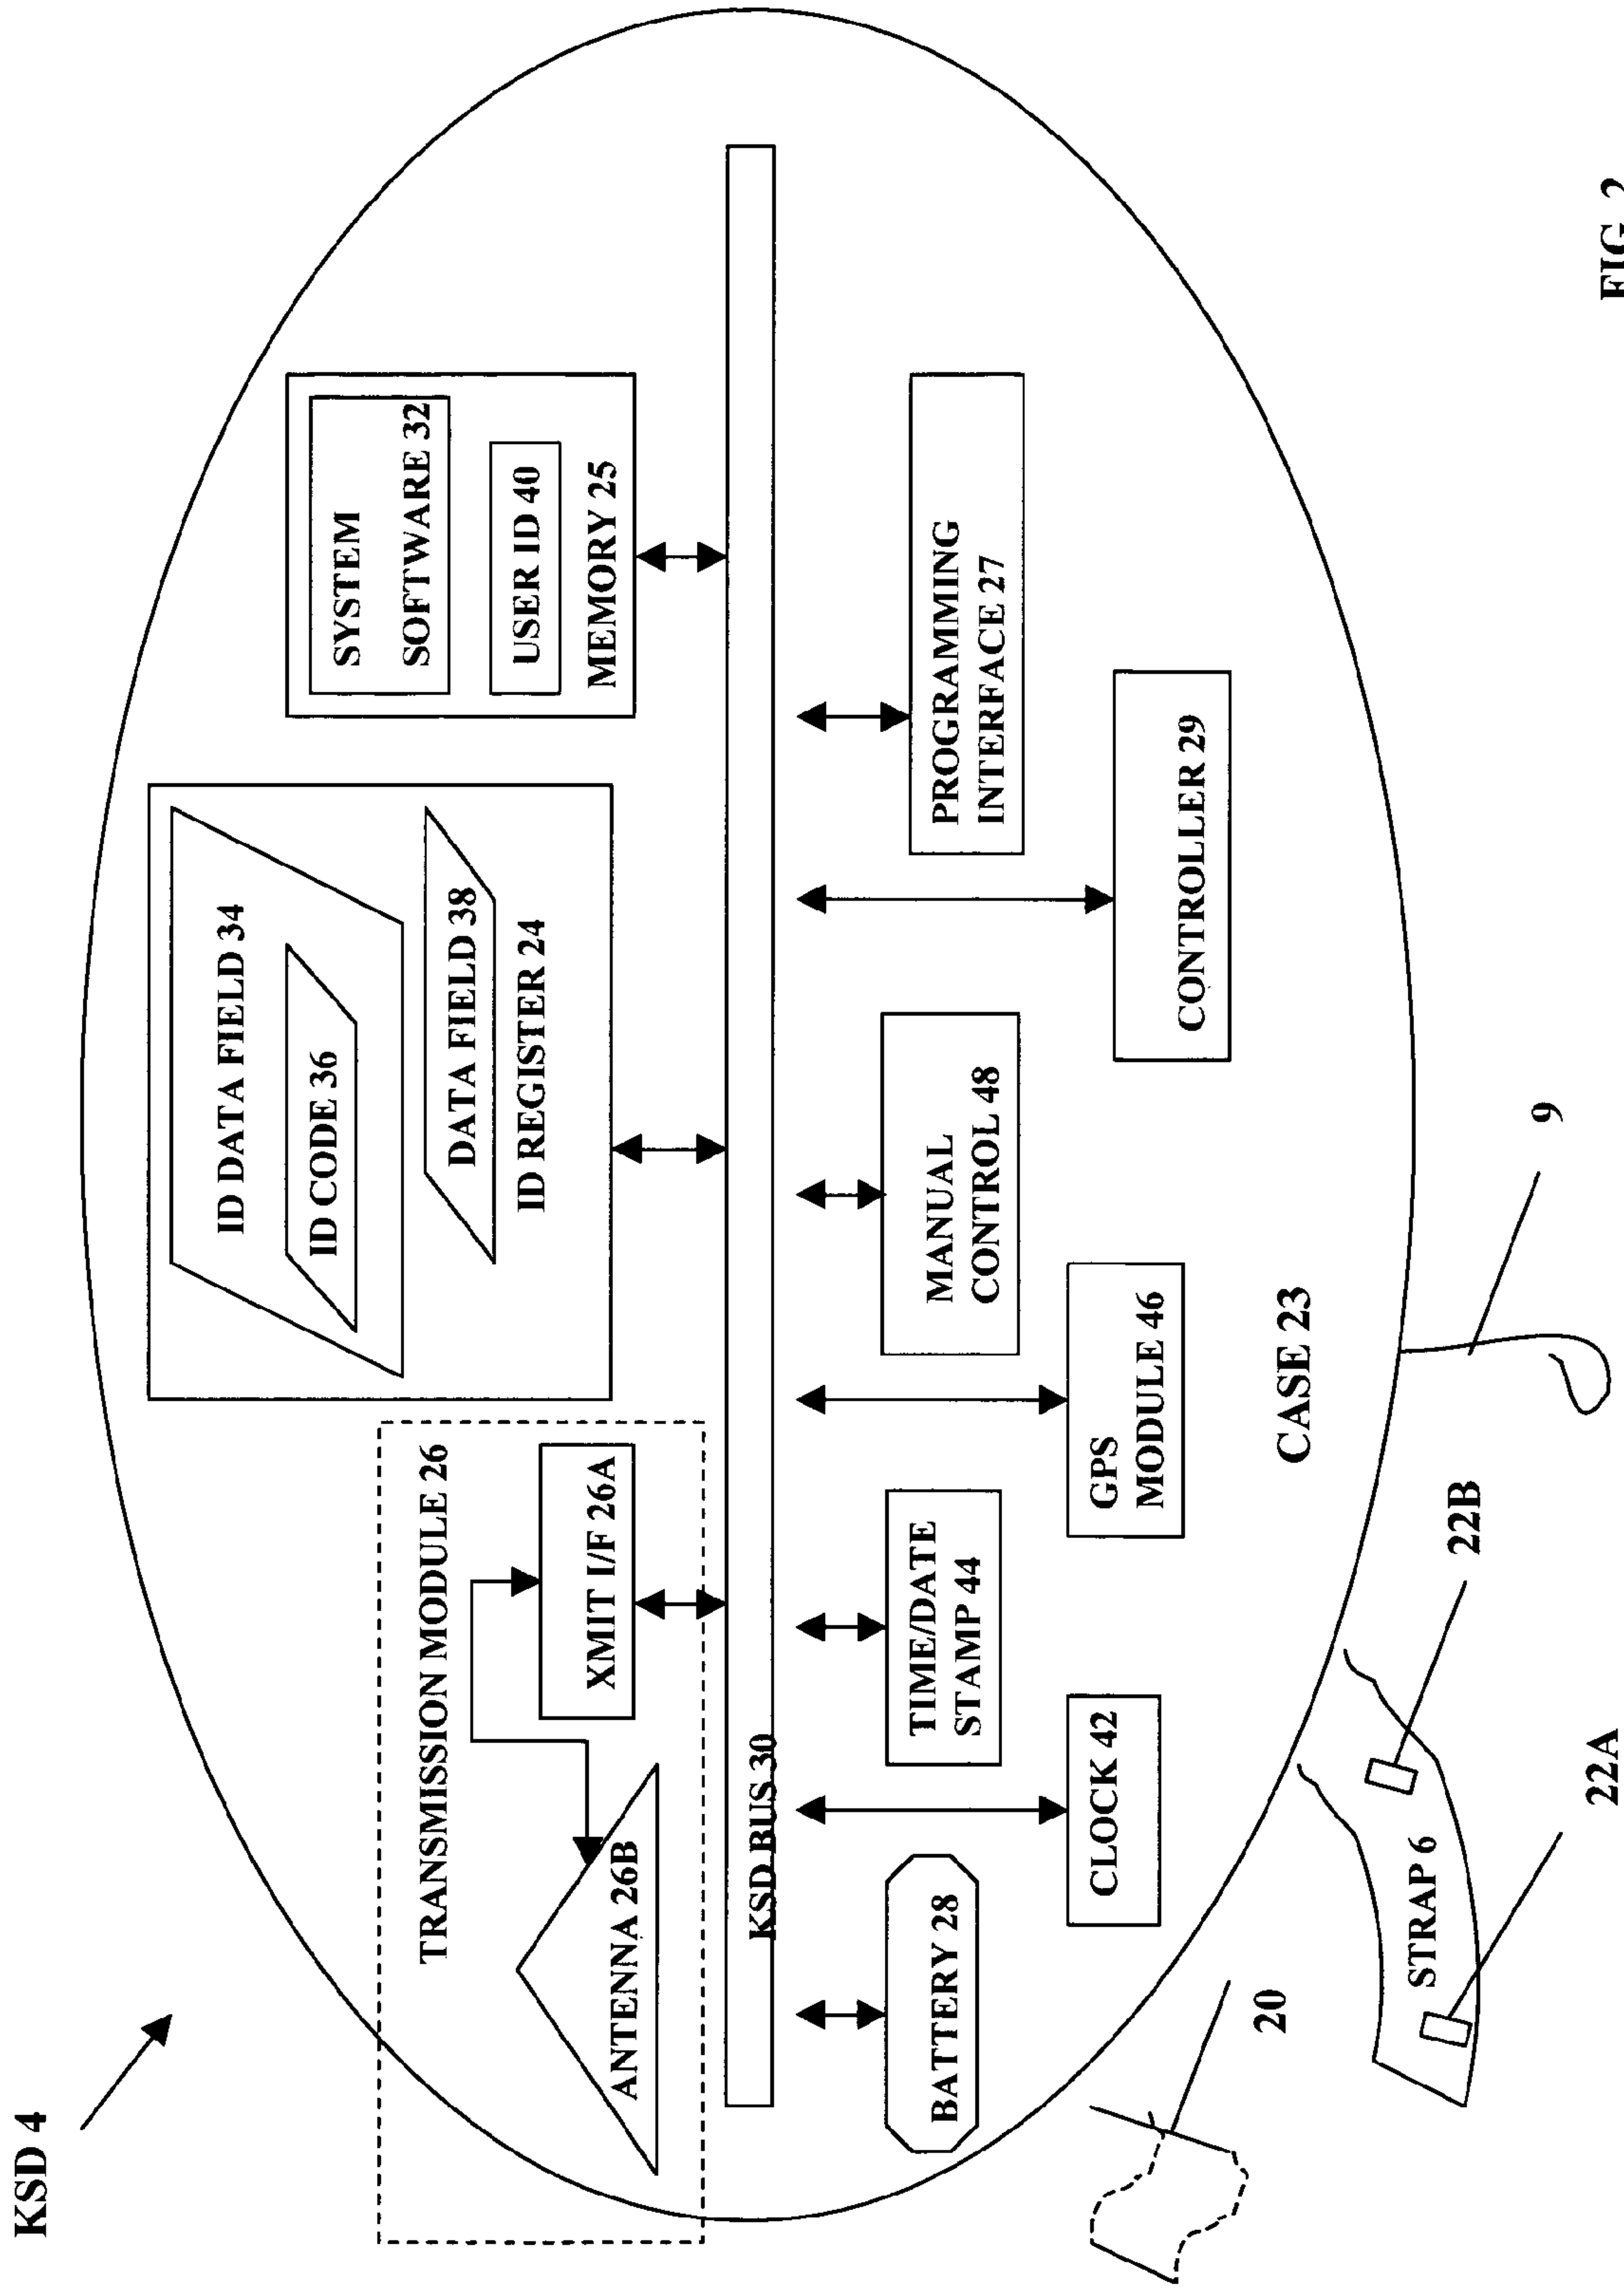 KSD 4
TRANSMISSION MODULE 26
ANTENNA 26B
XMIT I/F 26A
ID DATA FIELD 34
ID CODE 36
DATA FIELD 38
ID REGISTER 24
SYSTEM
SOFTWARE 32
USER ID 40
MEMORY 25
KSD BUS 30
BATTERY 28
CLOCK 42
TIME/DATE
STAMP 44
GPS
MODULE 46
MANUAL
CONTROL 48
PROGRAMMING
INTERFACE 27
CONTROLLER 29
CASE 23
20
STRAP 6
22A
22B
9
FIG. 2